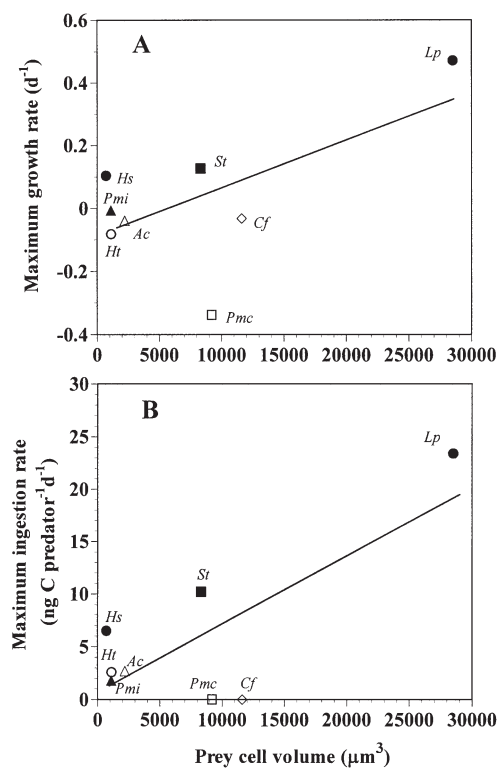 A
Maximum growth rate (d⁻¹)
0.6
0.4
0.2
0
-0.2
-0.4
Lp
St
Hs
Pmi
Ac
Ht
Cf
Pmc
0 5000 10000 15000 20000 25000 30000
B
Maximum ingestion rate
(ng C predator⁻¹d⁻¹)
30
25
20
15
10
5
0
Lp
St
Hs
Ht Ac
Pmi
Pmc Cf
0 5000 10000 15000 20000 25000 30000
Prey cell volume (μm³)